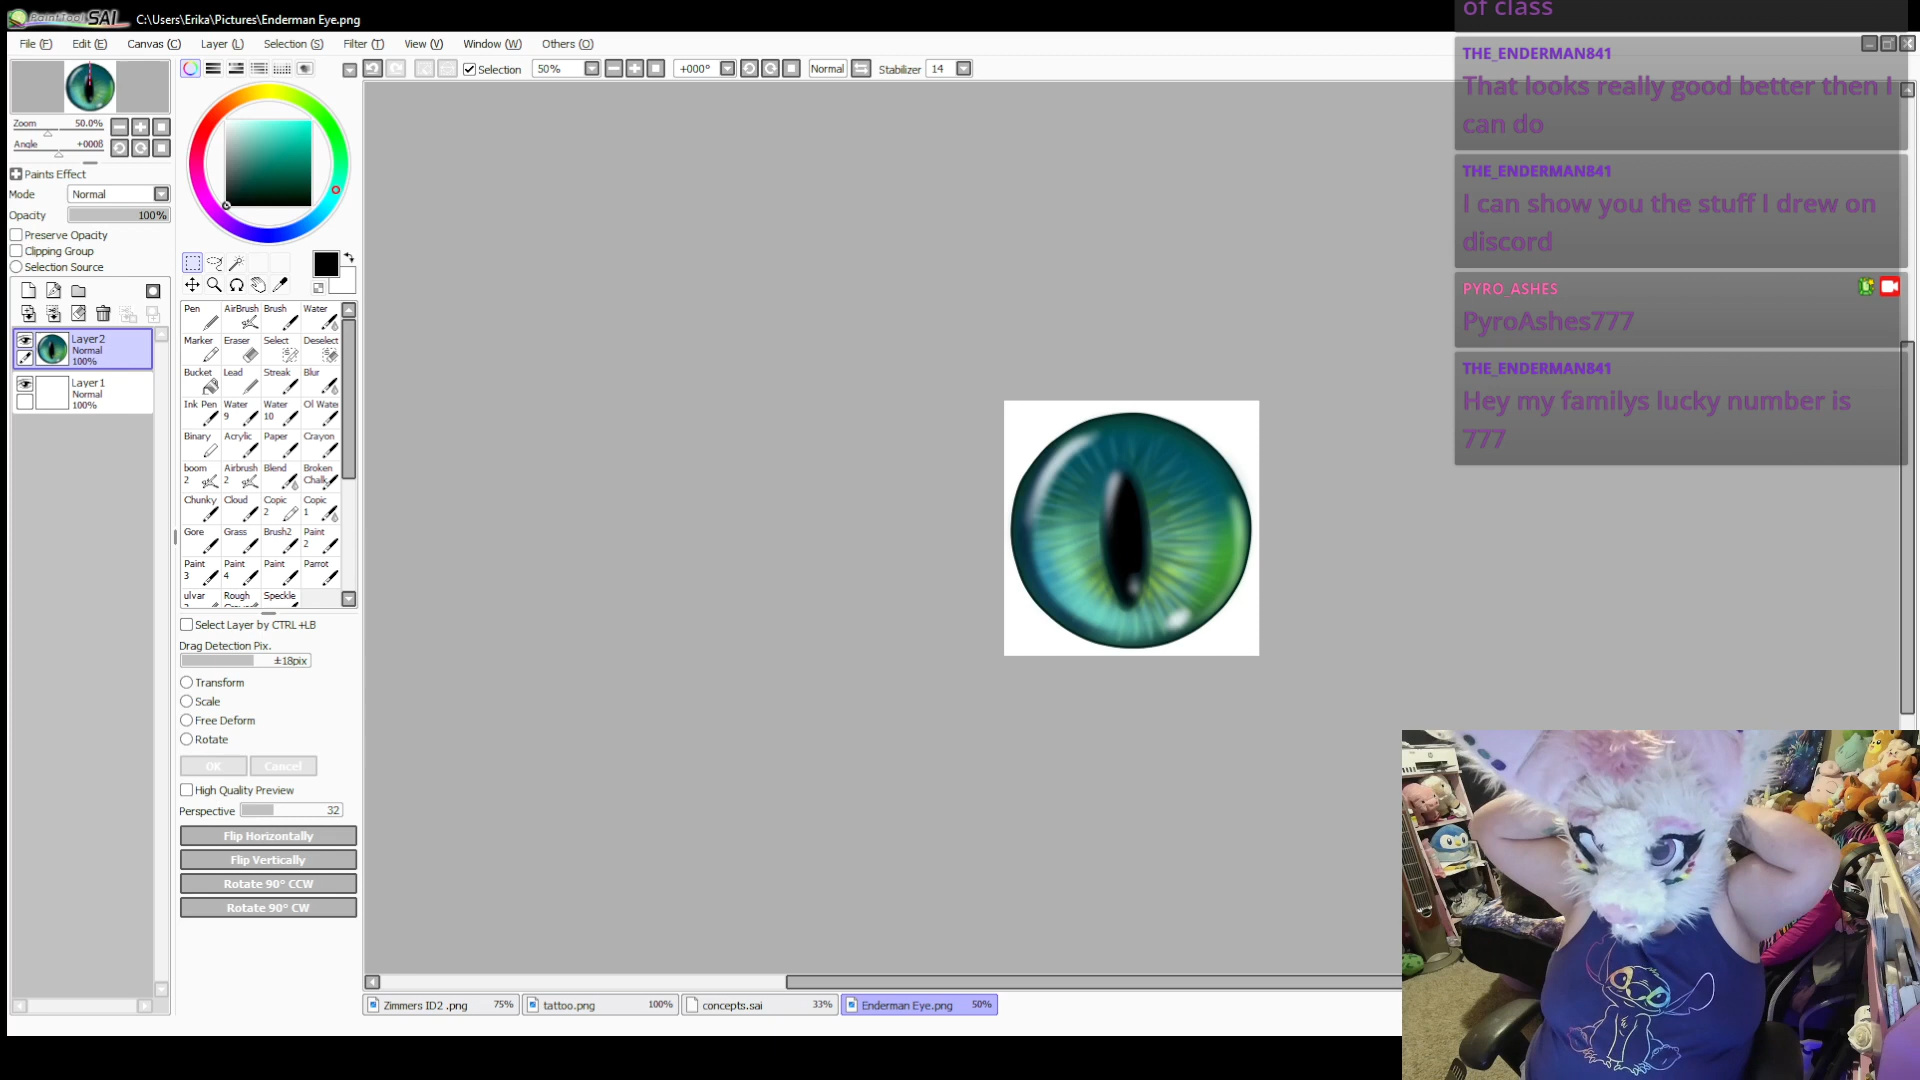 PaintTool SAI C:\Users\Erika\Pictures\Enderman Eye.png
File (F) Edit (E) Canvas (C) Layer (L) Selection (S) Filter (T) View (V) Window (W) Others (O)
Selection 50% +000° Normal Stabilizer 14
Zoom 50.0%
Angle +000ß
Paints Effect
Mode Normal
Opacity 100%
Preserve Opacity
Clipping Group
Selection Source
Layer2
Normal
100%
Layer1
Normal
100%
Pen AirBrush Brush Water
Marker Eraser Select Deselect
Bucket Lead Streak Blur
Ink Pen Water 9 Water 10 Ol Wate
Binary Acrylic Paper Crayon
boom 2 Airbrush 2 Blend Broken Chalk
Chunky Cloud Copic 2 Copic 1
Gore Grass Brush2 Paint 2
Paint 3 Paint 4 Paint Parrot
ulvar Rough Speckle
Select Layer by CTRL +LB
Drag Detection Pix.
±18pix
Transform
Scale
Free Deform
Rotate
OK Cancel
High Quality Preview
Perspective 32
Flip Horizontally
Flip Vertically
Rotate 90° CCW
Rotate 90° CW
Zimmers ID2 .png 75% tattoo.png 100% concepts.sai 33% Enderman Eye.png 50%
of class
THE_ENDERMAN841
That looks really good better then I
can do
THE_ENDERMAN841
I can show you the stuff I drew on
discord
PYRO_ASHES
PyroAshes777
THE_ENDERMAN841
Hey my familys lucky number is
777